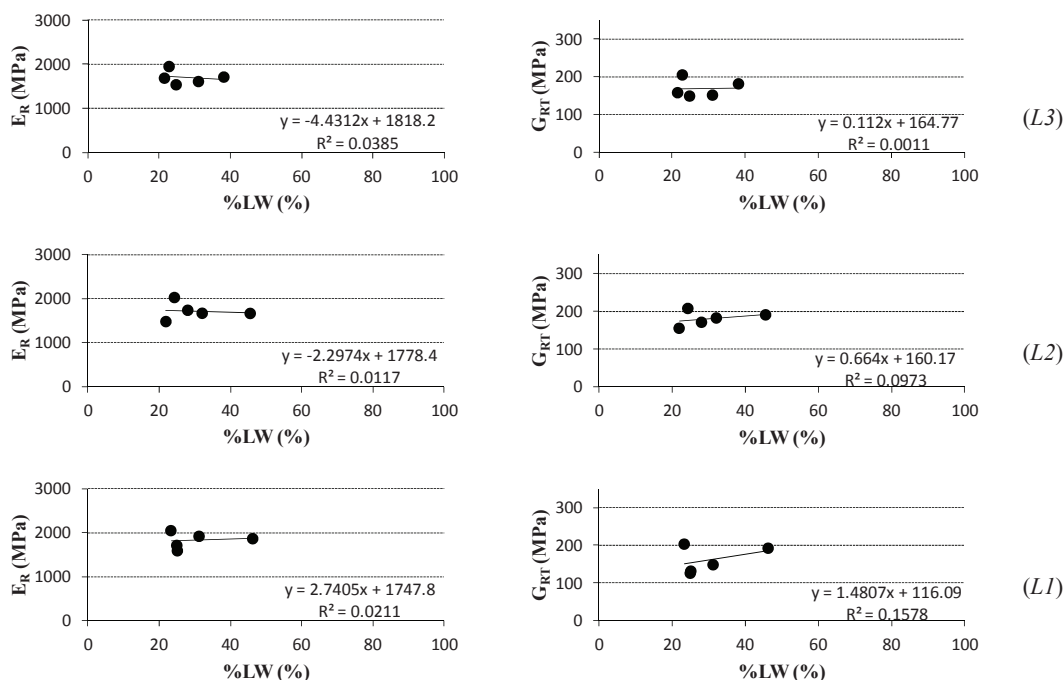 3000
2000
1000
0
E_R (MPa)
y = -4.4312x + 1818.2
R² = 0.0385
0 20 40 60 80 100
%LW (%)
300
200
100
0
G_RT (MPa)
y = 0.112x + 164.77
R² = 0.0011
0 20 40 60 80 100
%LW (%)
(L3)
3000
2000
1000
0
E_R (MPa)
y = -2.2974x + 1778.4
R² = 0.0117
0 20 40 60 80 100
%LW (%)
300
200
100
0
G_RT (MPa)
y = 0.664x + 160.17
R² = 0.0973
0 20 40 60 80 100
%LW (%)
(L2)
3000
2000
1000
0
E_R (MPa)
y = 2.7405x + 1747.8
R² = 0.0211
0 20 40 60 80 100
%LW (%)
300
200
100
0
G_RT (MPa)
y = 1.4807x + 116.09
R² = 0.1578
0 20 40 60 80 100
%LW (%)
(L1)